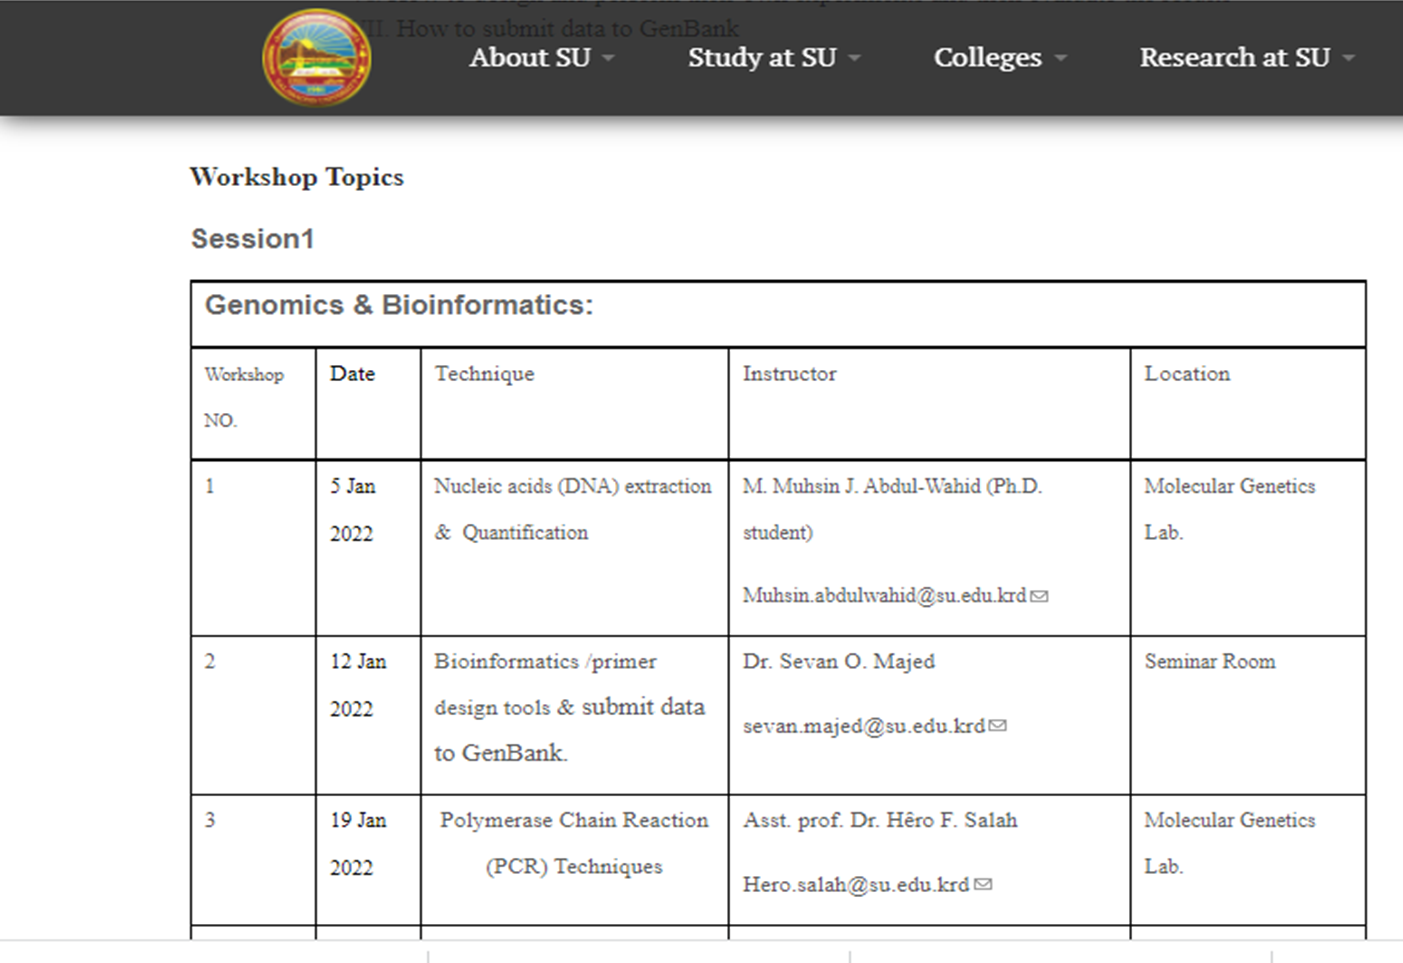 VII. How to submit data to GenBank
About SU
Study at SU
Colleges
Research at SU
Workshop Topics
Session1
Genomics & Bioinformatics:
Workshop
NO.
Date
Technique
Instructor
Location
1
5 Jan
2022
Nucleic acids (DNA) extraction
& Quantification
M. Muhsin J. Abdul-Wahid (Ph.D.
student)
Muhsin.abdulwahid@su.edu.krd
Molecular Genetics
Lab.
2
12 Jan
2022
Bioinformatics /primer
design tools & submit data
to GenBank.
Dr. Sevan O. Majed
sevan.majed@su.edu.krd
Seminar Room
3
19 Jan
2022
Polymerase Chain Reaction
(PCR) Techniques
Asst. prof. Dr. Hêro F. Salah
Hero.salah@su.edu.krd
Molecular Genetics
Lab.